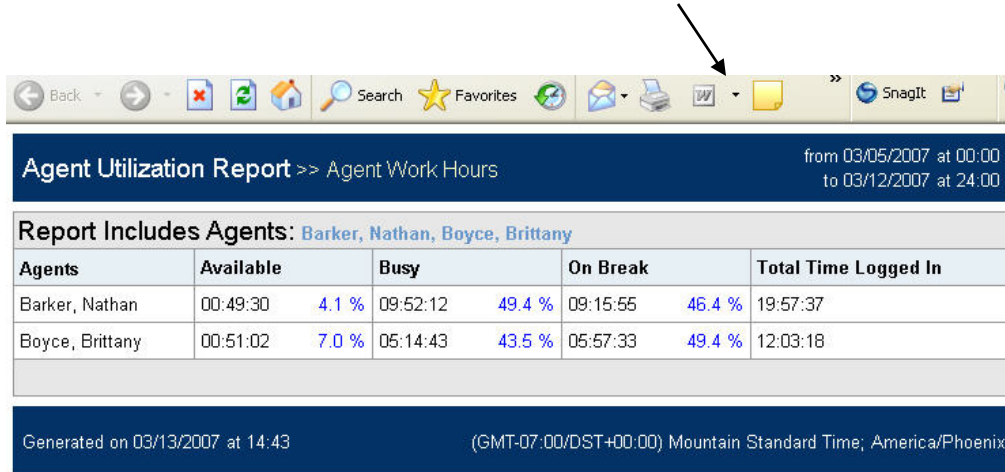 Back Search Favorites W » SnagIt
Agent Utilization Report >> Agent Work Hours
from 03/05/2007 at 00:00
to 03/12/2007 at 24:00
Report Includes Agents: Barker, Nathan, Boyce, Brittany
Agents Available Busy On Break Total Time Logged In
Barker, Nathan 00:49:30 4.1 % 09:52:12 49.4 % 09:15:55 46.4 % 19:57:37
Boyce, Brittany 00:51:02 7.0 % 05:14:43 43.5 % 05:57:33 49.4 % 12:03:18
Generated on 03/13/2007 at 14:43 (GMT-07:00/DST+00:00) Mountain Standard Time; America/Phoenix